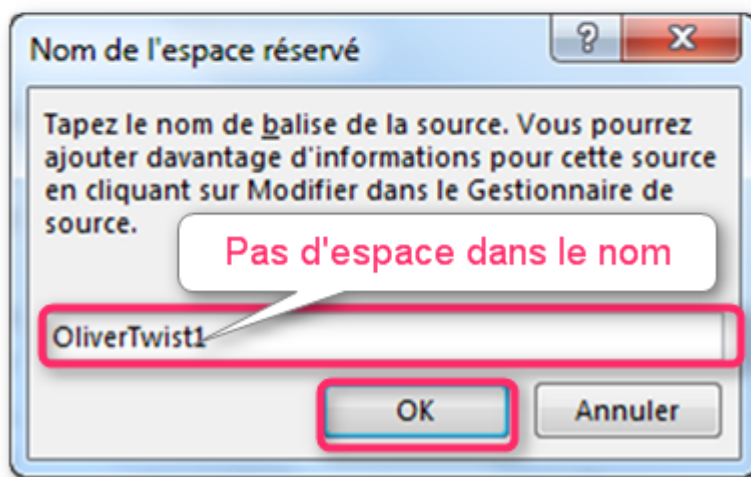 Nom de l'espace réservé
Tapez le nom de balise de la source. Vous pourrez
ajouter davantage d'informations pour cette source
en cliquant sur Modifier dans le Gestionnaire de
source.
Pas d'espace dans le nom
OliverTwist1
OK
Annuler